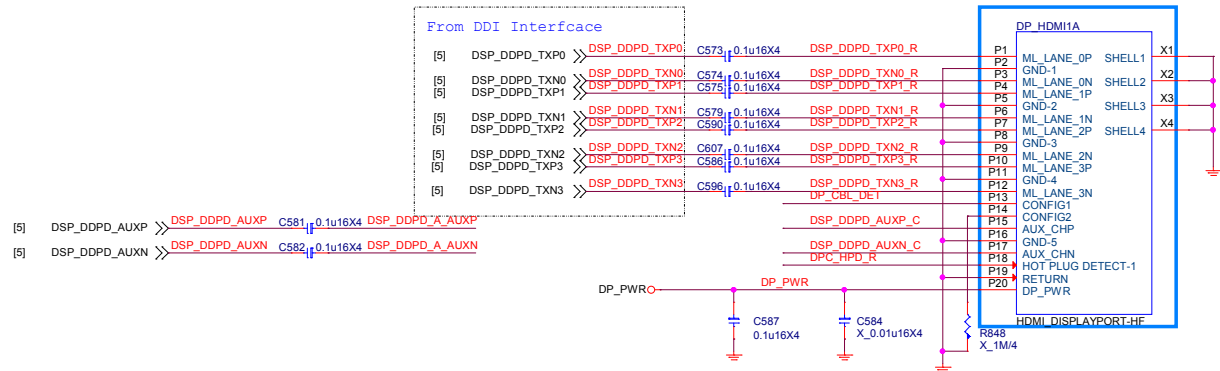 From DDI Interfcace
DP_HDMI1A
[5] DSP_DDPD_TXP0 DSP_DDPD_TXP0 C573 0.1u16X4 DSP_DDPD_TXP0_R P1 ML_LANE_0P SHELL1 X1
P2 GND-1
[5] DSP_DDPD_TXN0 DSP_DDPD_TXN0 C574 0.1u16X4 DSP_DDPD_TXN0_R P3 ML_LANE_0N SHELL2 X2
[5] DSP_DDPD_TXP1 DSP_DDPD_TXP1 C575 0.1u16X4 DSP_DDPD_TXP1_R P4 ML_LANE_1P
P5 GND-2 SHELL3 X3
[5] DSP_DDPD_TXN1 DSP_DDPD_TXN1 C579 0.1u16X4 DSP_DDPD_TXN1_R P6 ML_LANE_1N
[5] DSP_DDPD_TXP2 DSP_DDPD_TXP2 C590 0.1u16X4 DSP_DDPD_TXP2_R P7 ML_LANE_2P SHELL4 X4
P8 GND-3
[5] DSP_DDPD_TXN2 DSP_DDPD_TXN2 C607 0.1u16X4 DSP_DDPD_TXN2_R P9 ML_LANE_2N
[5] DSP_DDPD_TXP3 DSP_DDPD_TXP3 C586 0.1u16X4 DSP_DDPD_TXP3_R P10 ML_LANE_3P
P11 GND-4
[5] DSP_DDPD_TXN3 DSP_DDPD_TXN3 C596 0.1u16X4 DSP_DDPD_TXN3_R P12 ML_LANE_3N
DP_CBL_DET P13 CONFIG1
P14 CONFIG2
[5] DSP_DDPD_AUXP DSP_DDPD_AUXP C581 0.1u16X4 DSP_DDPD_A_AUXP DSP_DDPD_AUXP_C P15 AUX_CHP
P16 GND-5
[5] DSP_DDPD_AUXN DSP_DDPD_AUXN C582 0.1u16X4 DSP_DDPD_A_AUXN DSP_DDPD_AUXN_C P17 AUX_CHN
DPC_HPD_R P18 HOT PLUG DETECT-1
P19 RETURN
DP_PWR DP_PWR P20 DP_PWR
C587 C584 HDMI_DISPLAYPORT-HF
0.1u16X4 X_0.01u16X4 R848
X_1M/4